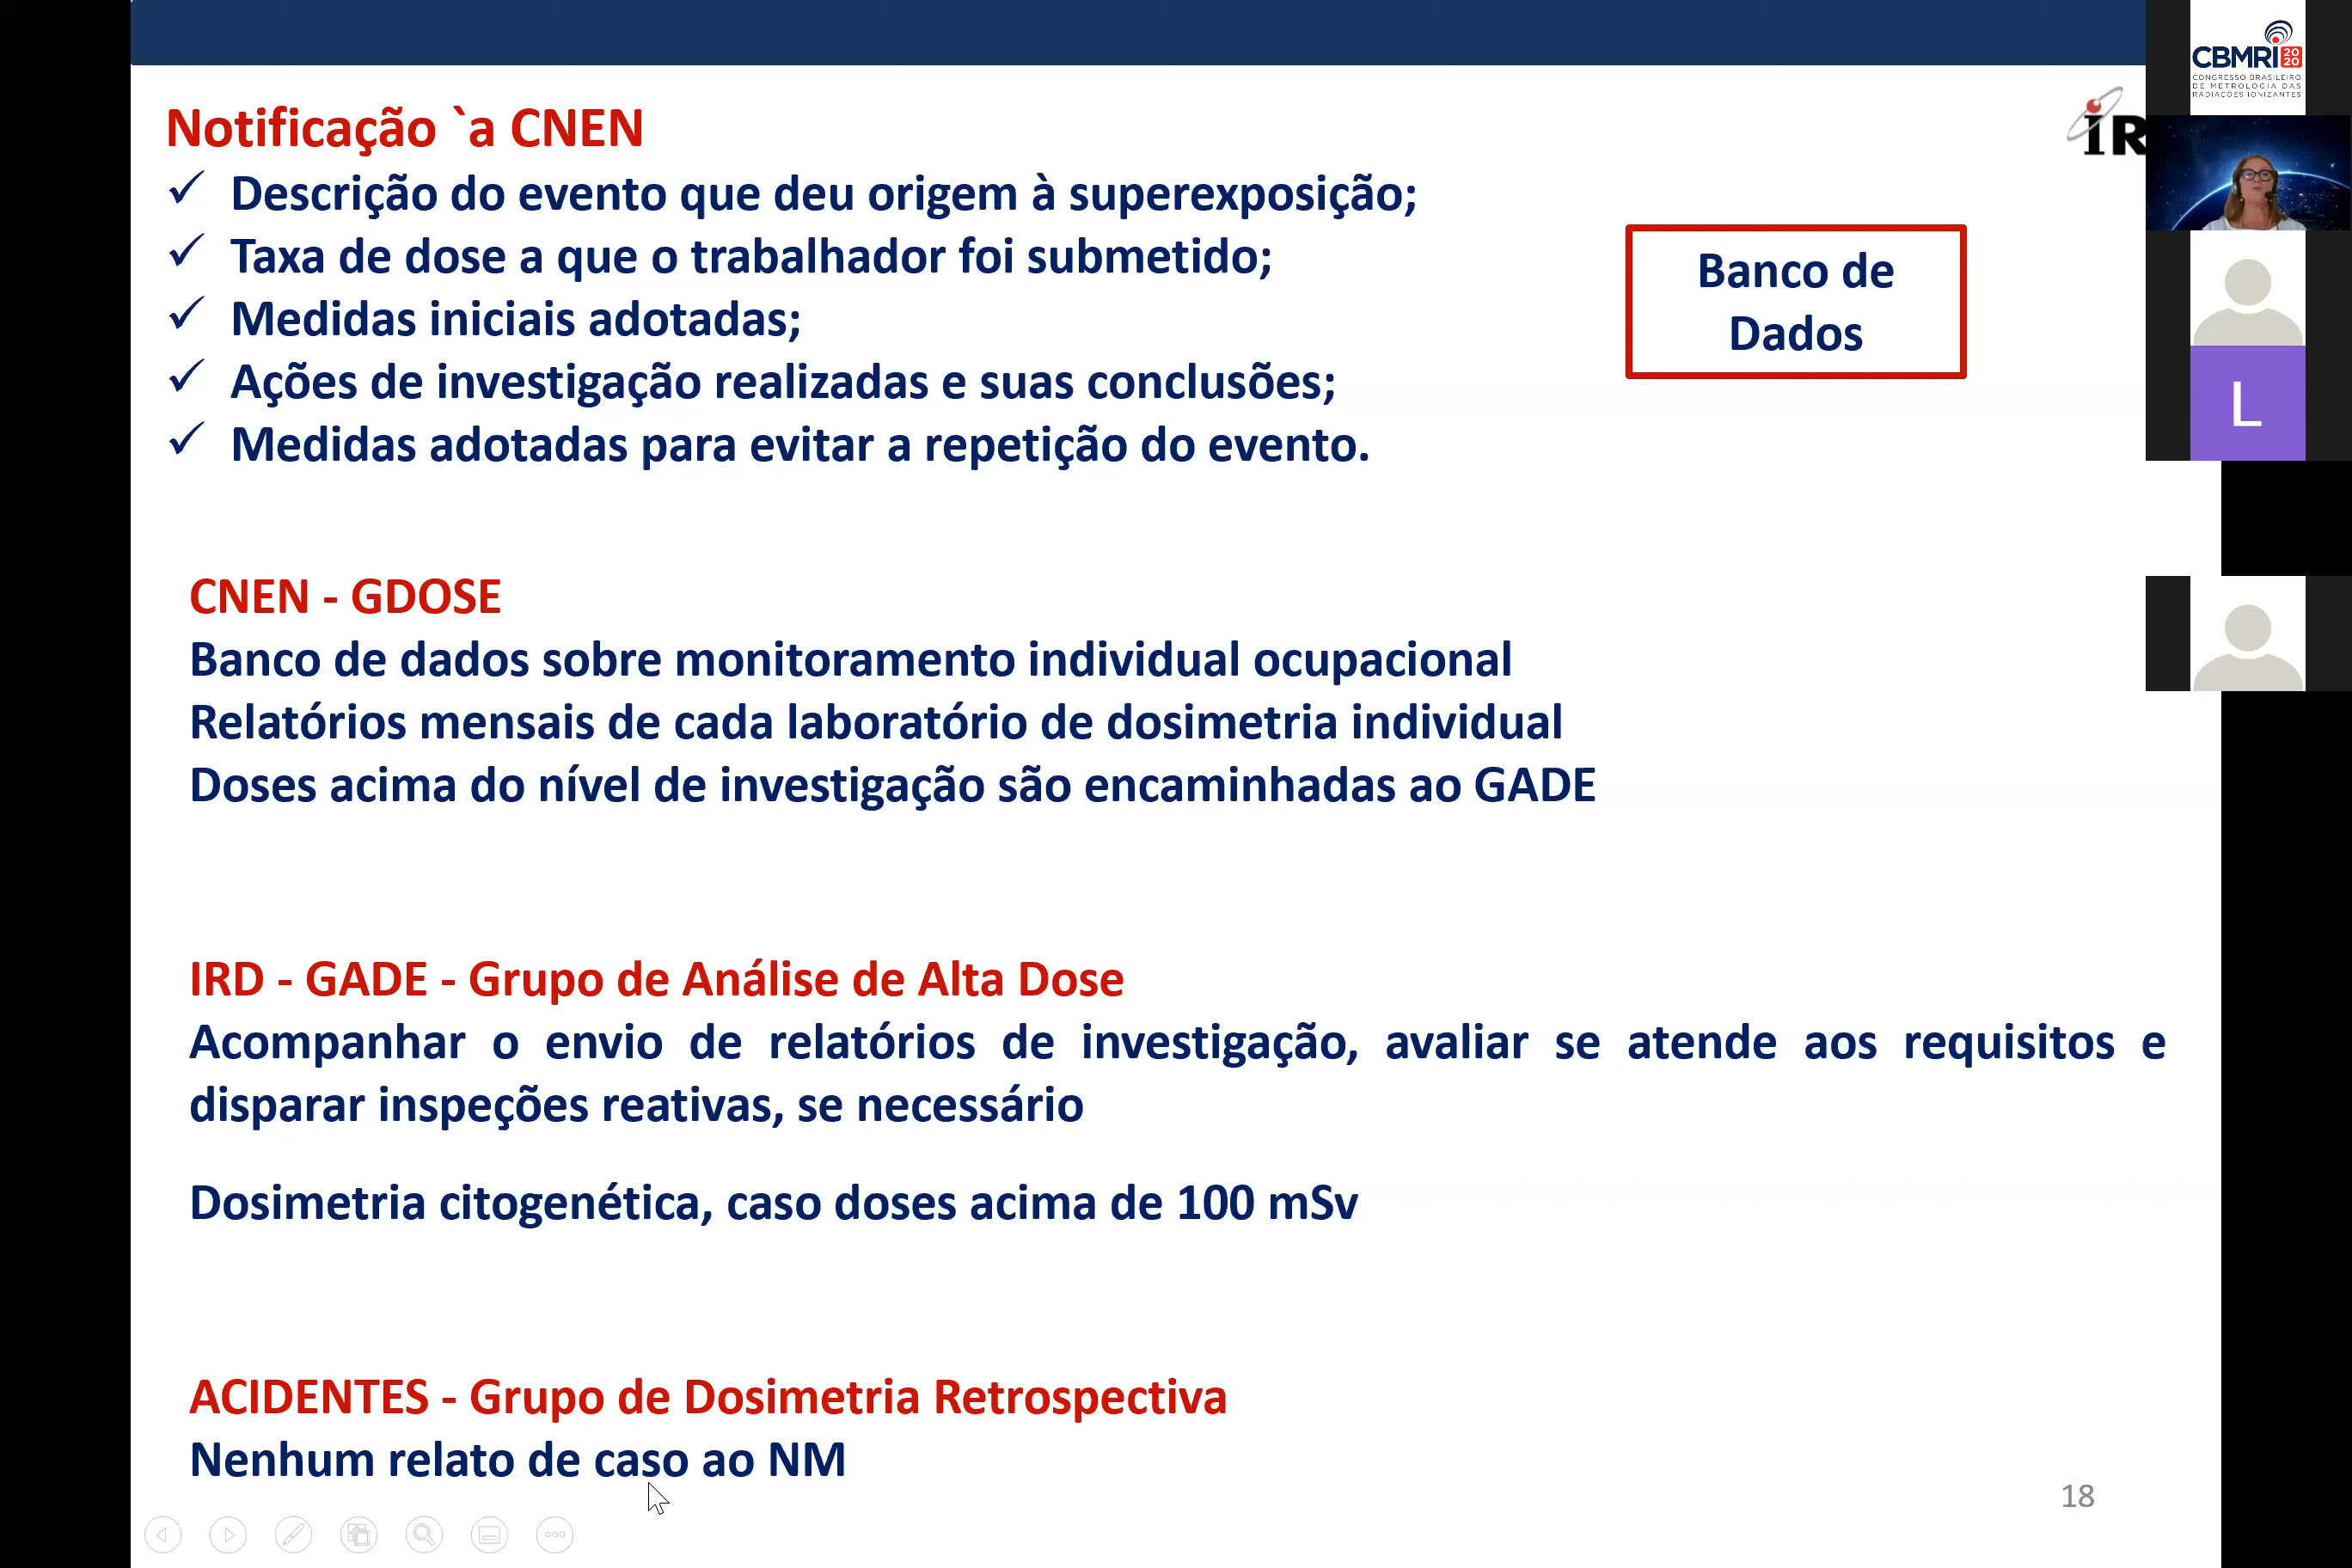 Notificação `a CNEN
✓ Descrição do evento que deu origem à superexposição;
✓ Taxa de dose a que o trabalhador foi submetido;
✓ Medidas iniciais adotadas;
✓ Ações de investigação realizadas e suas conclusões;
✓ Medidas adotadas para evitar a repetição do evento.
Banco de
Dados
CNEN - GDOSE
Banco de dados sobre monitoramento individual ocupacional
Relatórios mensais de cada laboratório de dosimetria individual
Doses acima do nível de investigação são encaminhadas ao GADE
IRD - GADE - Grupo de Análise de Alta Dose
Acompanhar o envio de relatórios de investigação, avaliar se atende aos requisitos e
disparar inspeções reativas, se necessário
Dosimetria citogenética, caso doses acima de 100 mSv
ACIDENTES - Grupo de Dosimetria Retrospectiva
Nenhum relato de caso ao NM
18
IR
CBMRI 20
20
CONGRESSO BRASILEIRO
DE METROLOGIA DAS
RADIAÇÕES IONIZANTES
L